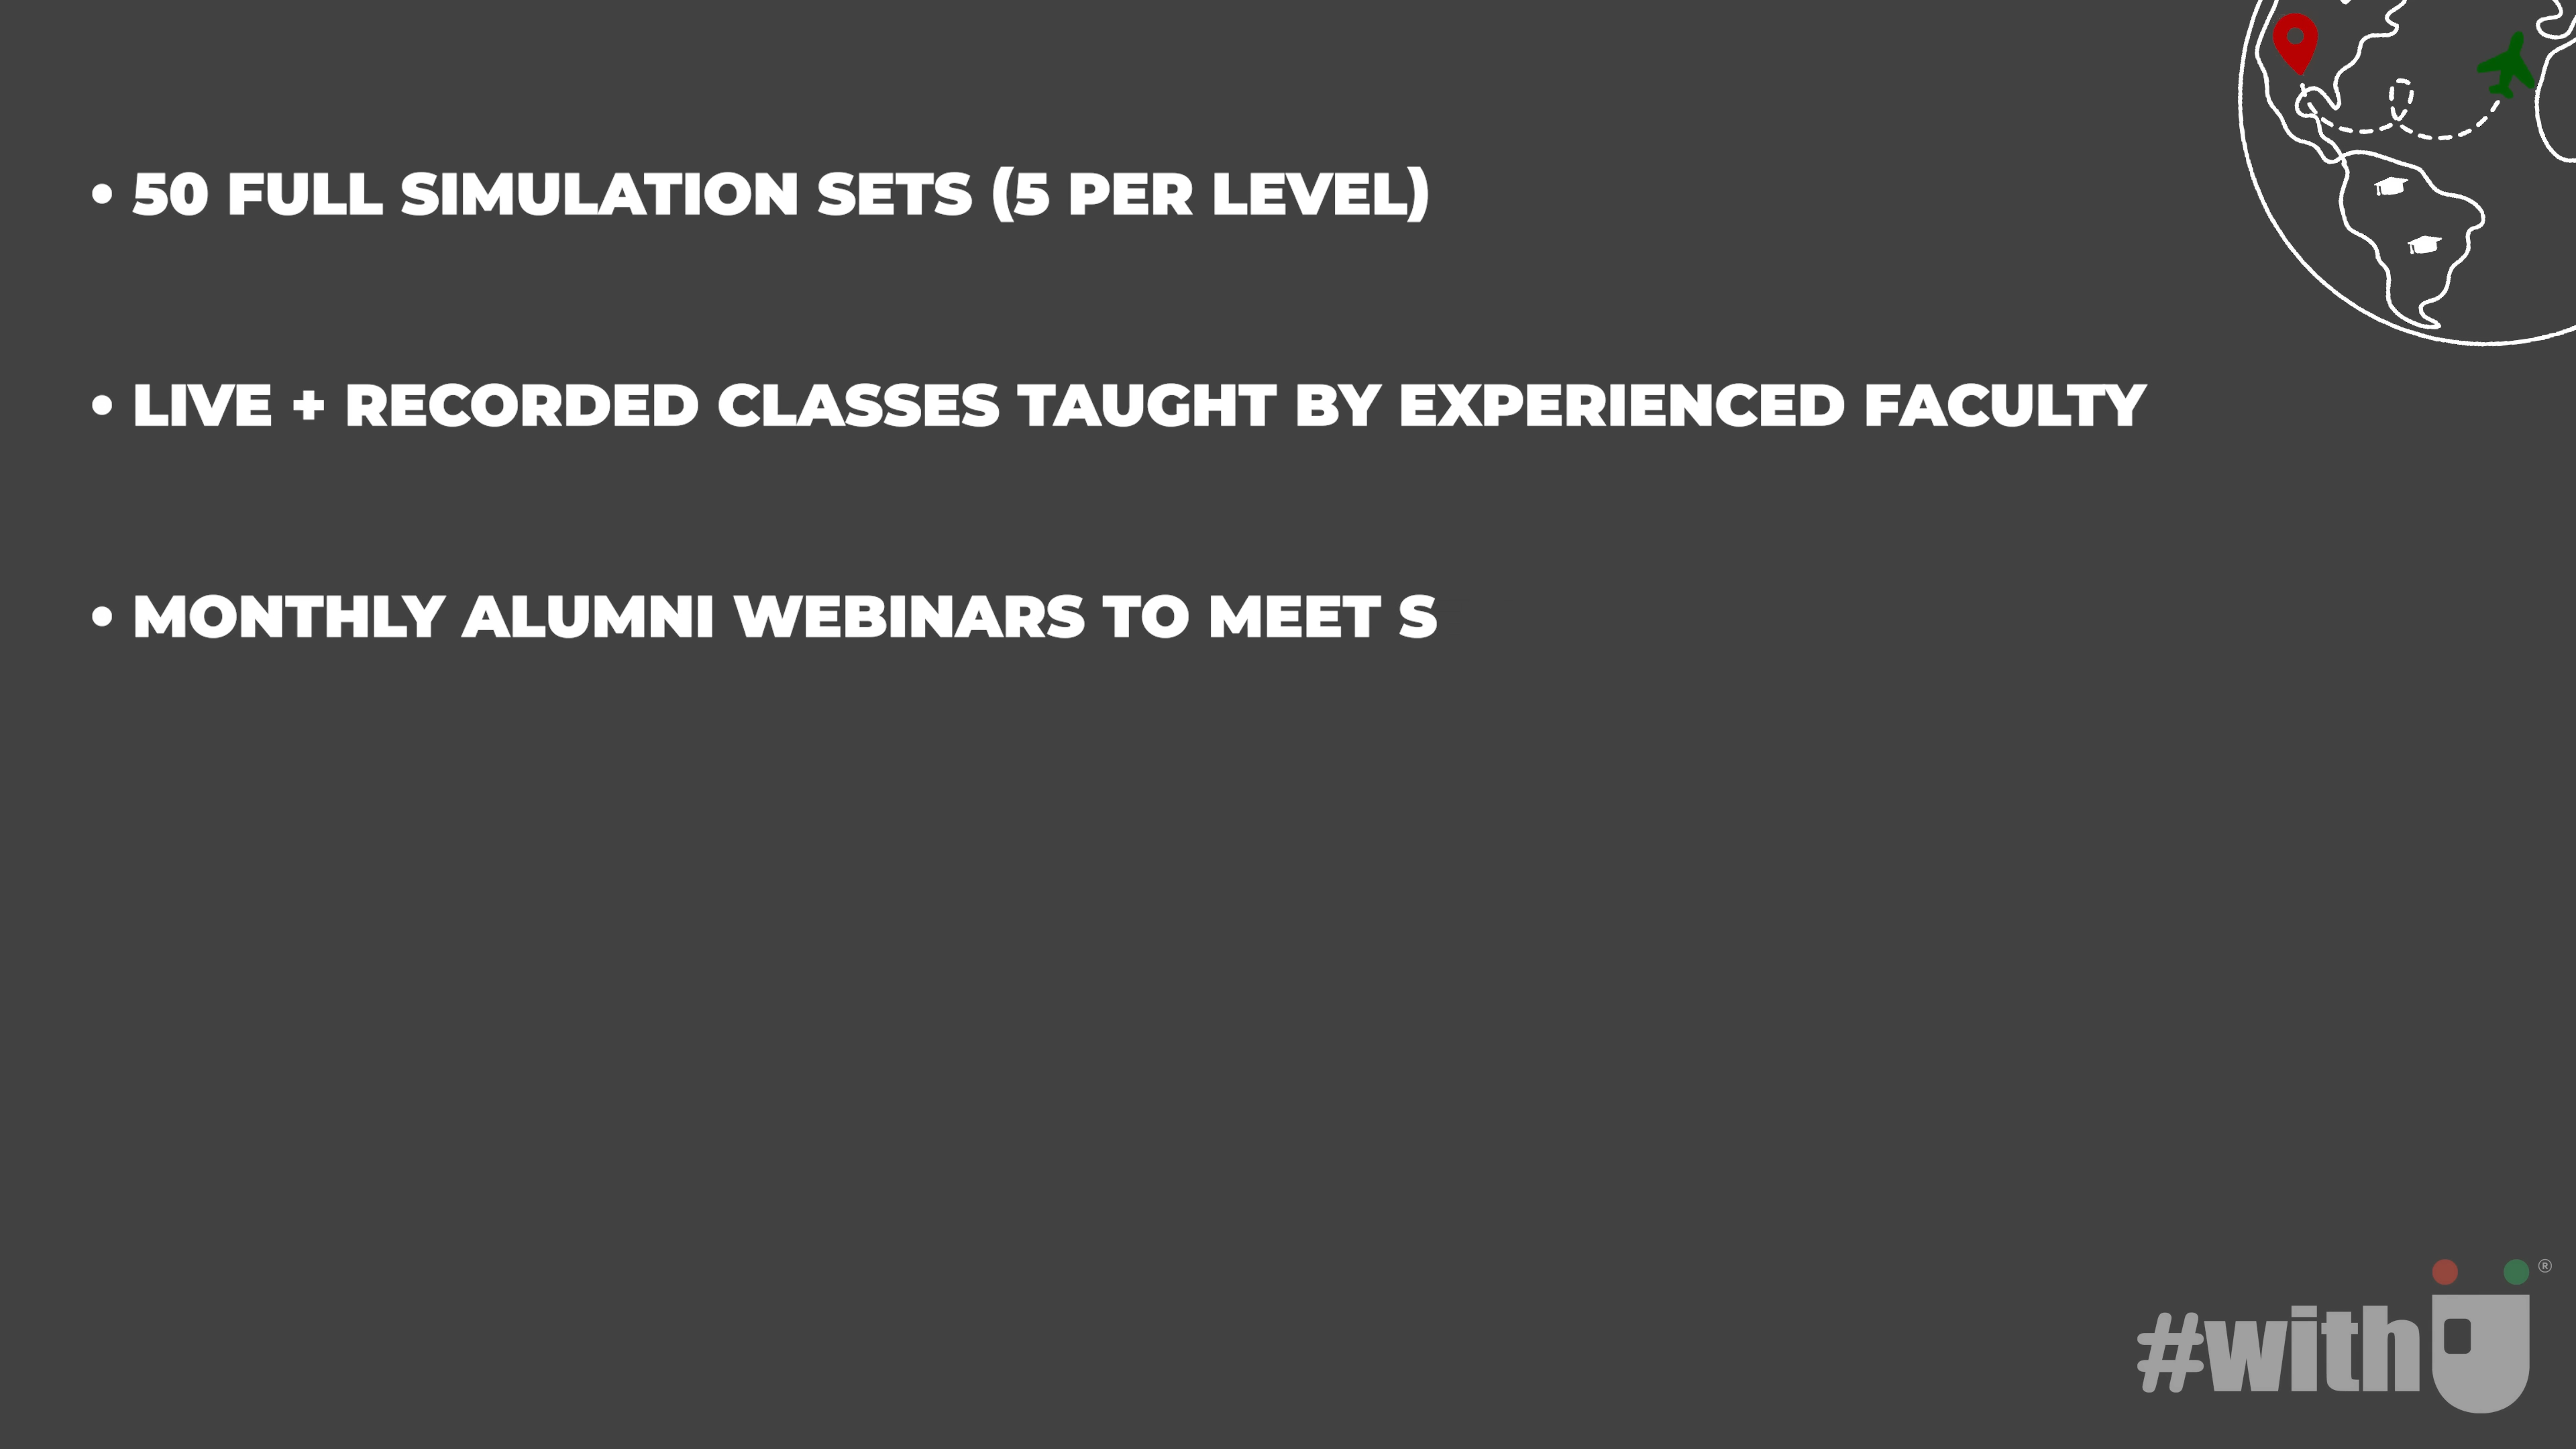 • 50 FULL SIMULATION SETS (5 PER LEVEL)
• LIVE + RECORDED CLASSES TAUGHT BY EXPERIENCED FACULTY
• MONTHLY ALUMNI WEBINARS TO MEET S
#withU ®